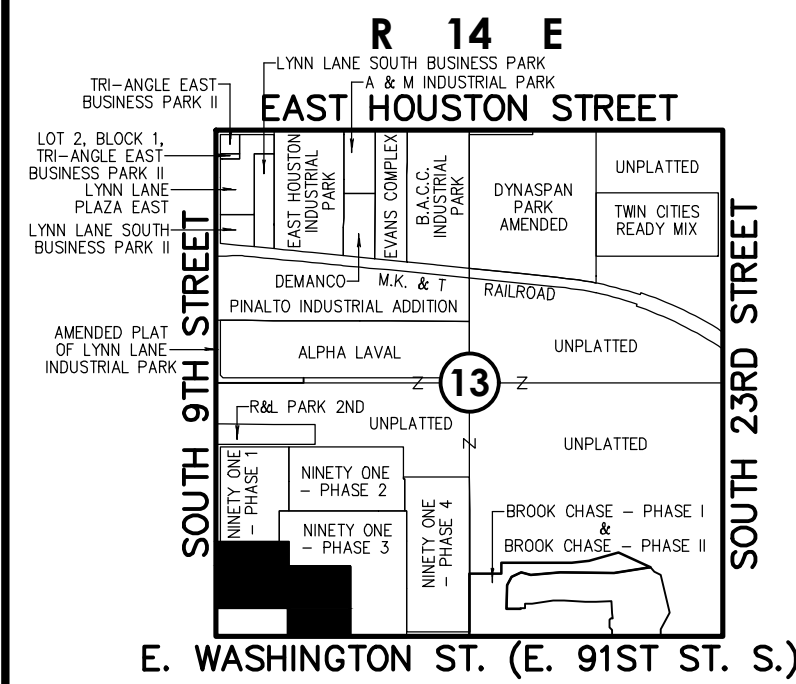 R 14 E
LYNN LANE SOUTH BUSINESS PARK
A & M INDUSTRIAL PARK
TRI-ANGLE EAST
BUSINESS PARK II
EAST HOUSTON STREET
LOT 2, BLOCK 1,
TRI-ANGLE EAST
BUSINESS PARK II
LYNN LANE
PLAZA EAST
LYNN LANE SOUTH
BUSINESS PARK II
EAST HOUSTON
INDUSTRIAL
PARK
EVANS COMPLEX
B.A.C.C.
INDUSTRIAL
PARK
DYNASPAN
PARK
AMENDED
UNPLATTED
TWIN CITIES
READY MIX
DEMANCO
M.K. & T
RAILROAD
PINALTO INDUSTRIAL ADDITION
AMENDED PLAT
OF LYNN LANE
INDUSTRIAL PARK
ALPHA LAVAL
UNPLATTED
SOUTH 9TH STREET
SOUTH 23RD STREET
Z
13
Z
Z
R&L PARK 2ND
UNPLATTED
UNPLATTED
NINETY ONE
- PHASE 1
NINETY ONE
- PHASE 2
NINETY ONE
- PHASE 3
NINETY ONE
- PHASE 4
BROOK CHASE - PHASE I
&
BROOK CHASE - PHASE II
E. WASHINGTON ST. (E. 91ST ST. S.)